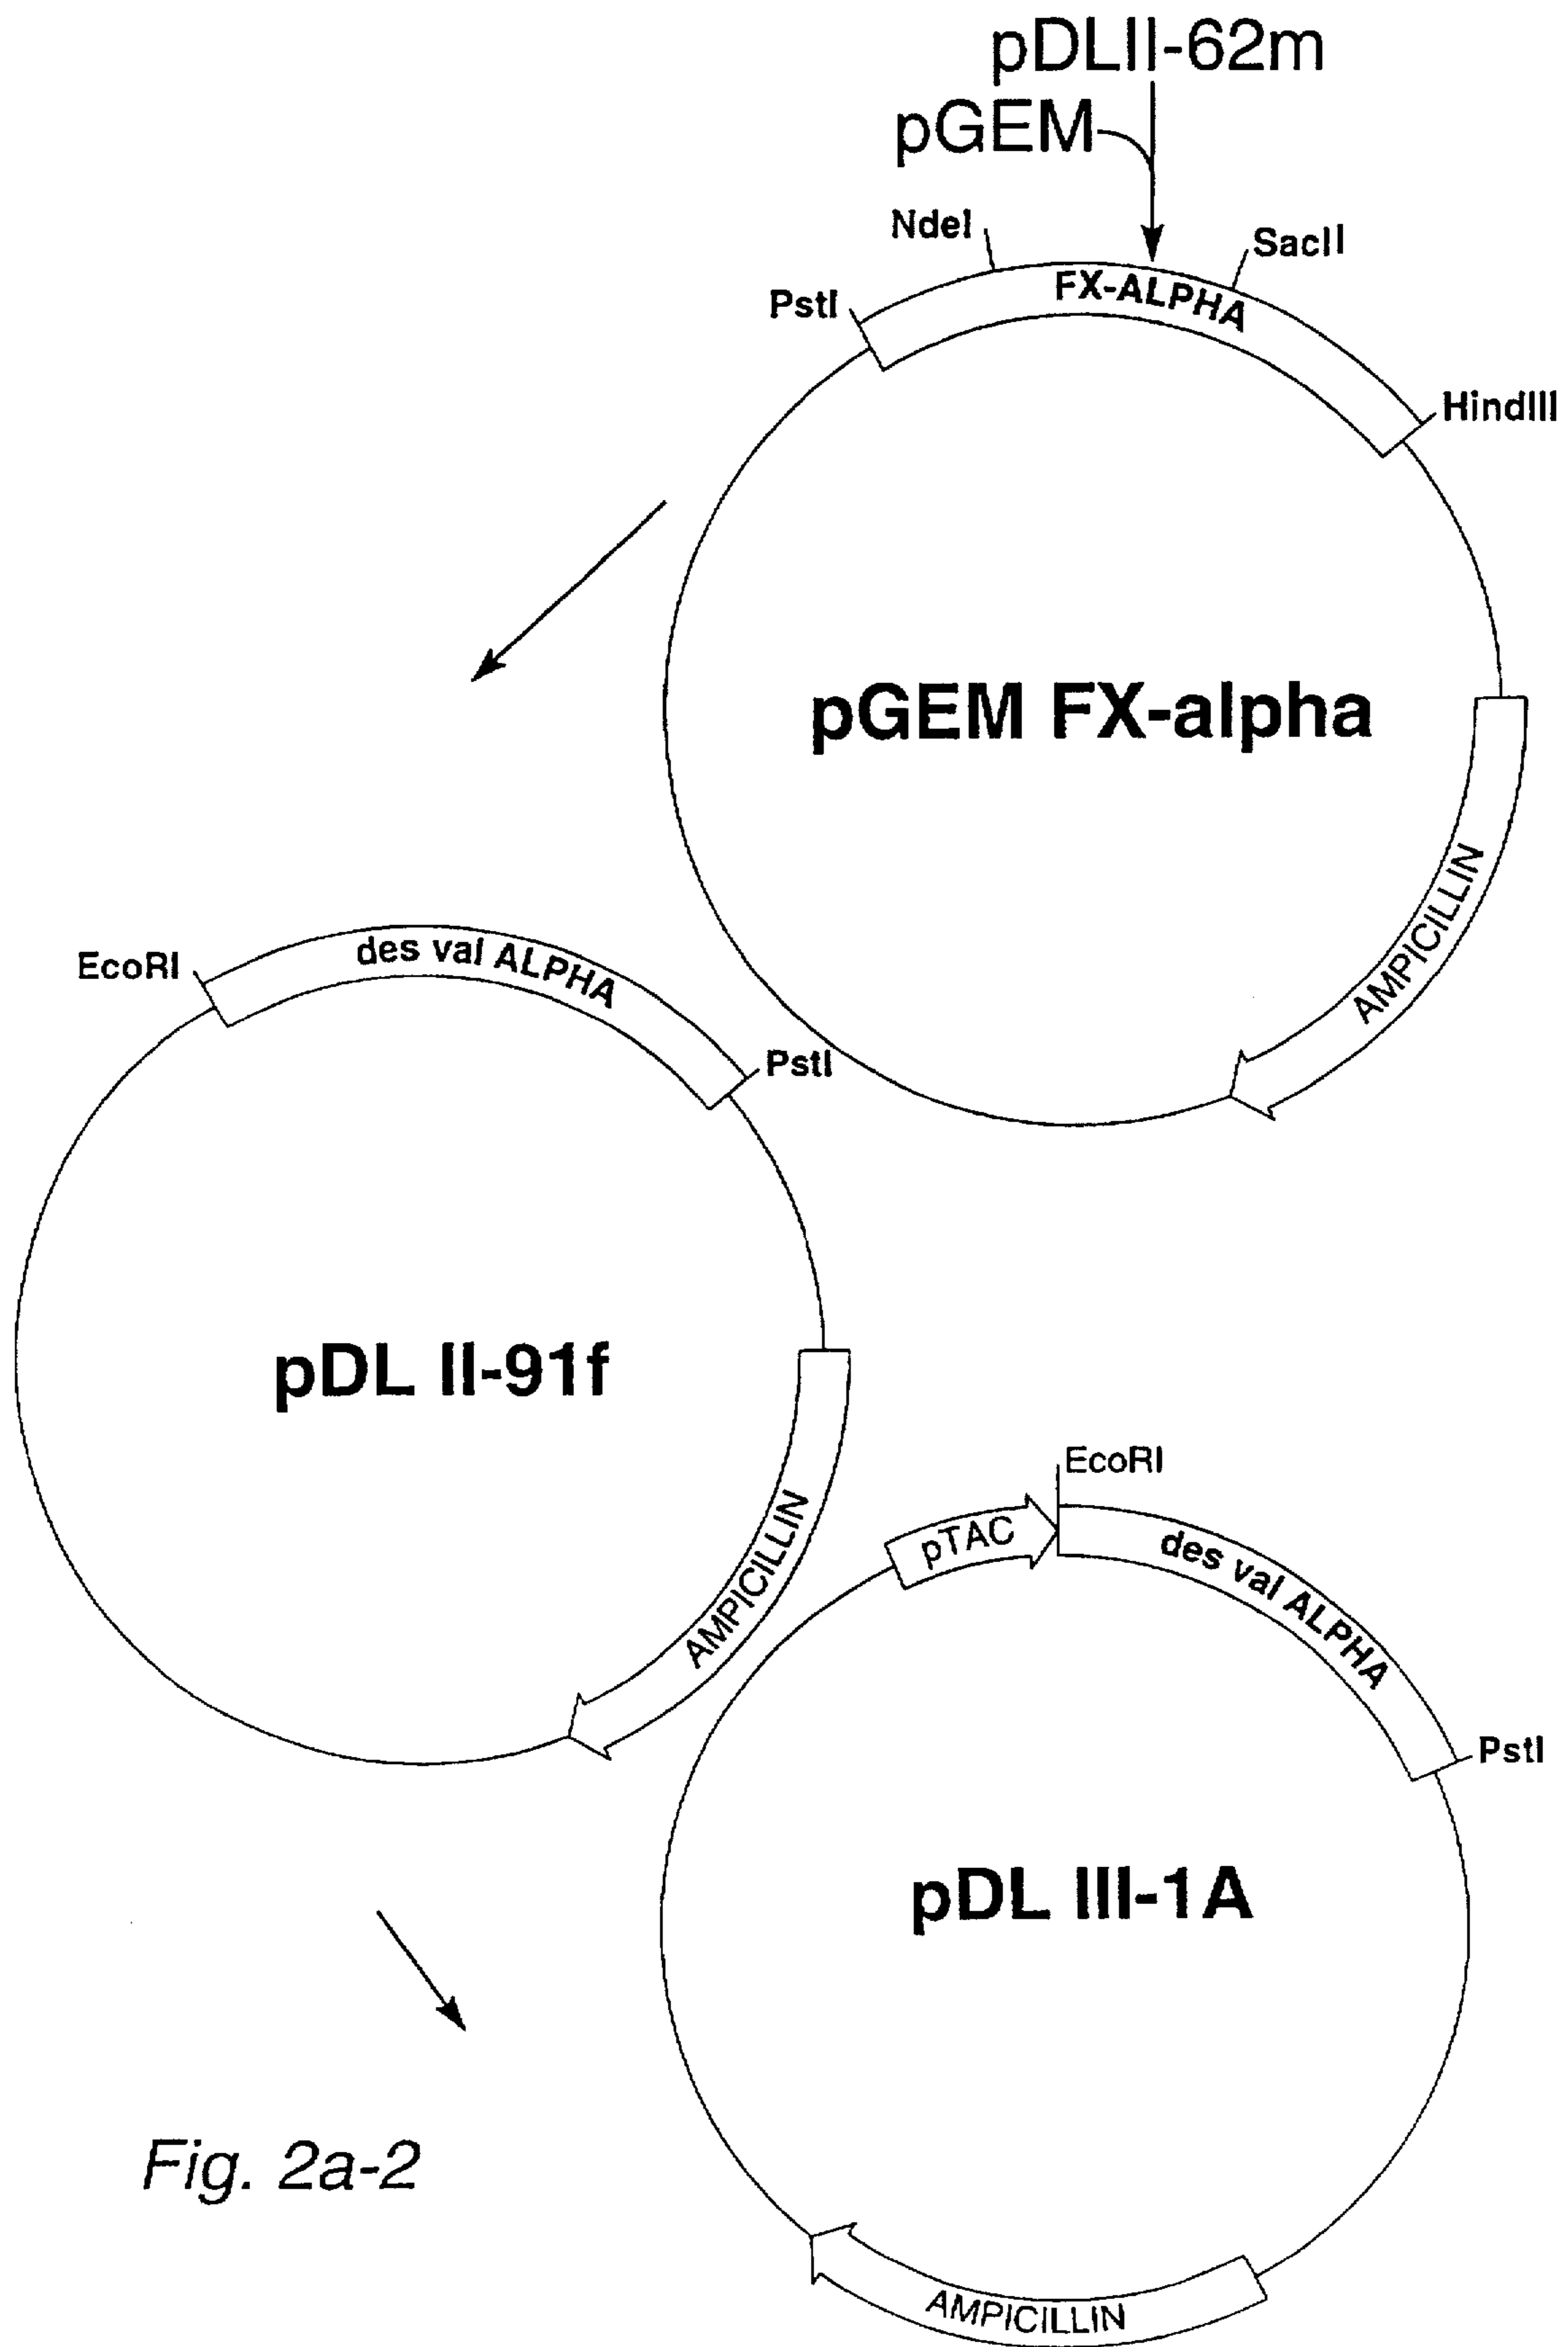 pDLII-62m
pGEM
NdeI
SacII
FX-ALPHA
PstI
HindIII
pGEM FX-alpha
AMPICILLIN
EcoRI
des val ALPHA
PstI
pDL II-91f
AMPICILLIN
EcoRI
pTAC
des val ALPHA
PstI
pDL III-1A
AMPICILLIN
Fig. 2a-2